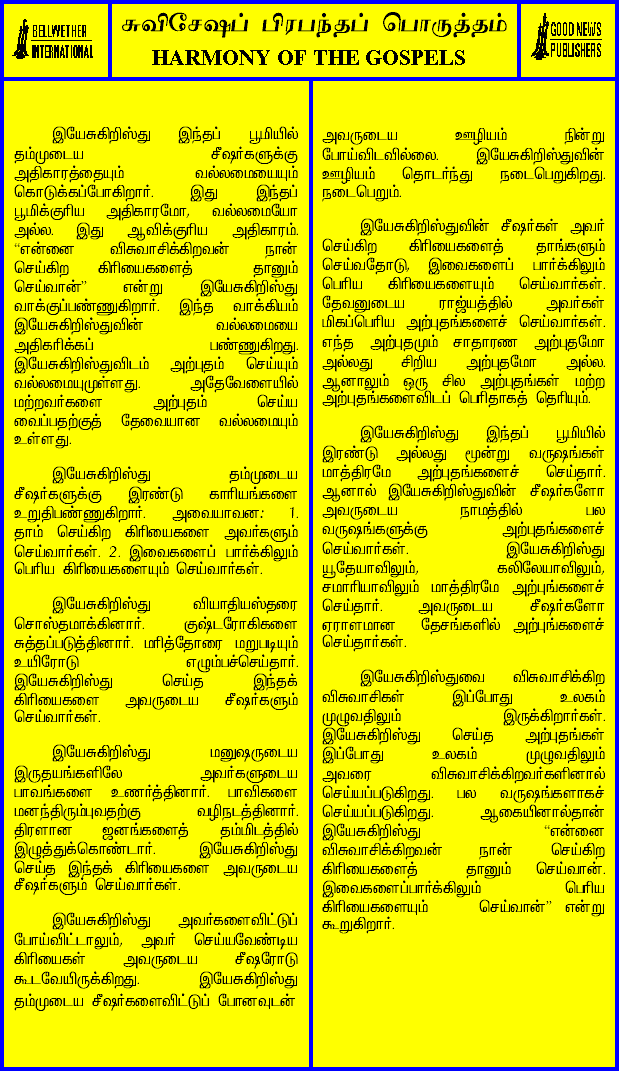 BELLWETHER
INTERNATIONAL
சுவிசேஷப் பிரபந்தப் பொருத்தம்
HARMONY OF THE GOSPELS
GOOD NEWS
PUBLISHERS
இயேசுகிறிஸ்து இந்தப் பூமியில்
தம்முடைய சீஷர்களுக்கு
அதிகாரத்தையும் வல்லமையையும்
கொடுக்கப்போகிறார். இது இந்தப்
பூமிக்குரிய அதிகாரமோ, வல்லமையோ
அல்ல. இது ஆவிக்குரிய அதிகாரம்.
“என்னை விசுவாசிக்கிறவன் நான்
செய்கிற கிரியைகளைத் தானும்
செய்வான்” என்று இயேசுகிறிஸ்து
வாக்குப்பண்ணுகிறார். இந்த வாக்கியம்
இயேசுகிறிஸ்துவின் வல்லமையை
அதிகரிக்கப் பண்ணுகிறது.
இயேசுகிறிஸ்துவிடம் அற்புதம் செய்யும்
வல்லமையுமுள்ளது. அதேவேளையில்
மற்றவர்களை அற்புதம் செய்ய
வைப்பதற்குத் தேவையான வல்லமையும்
உள்ளது.
இயேசுகிறிஸ்து தம்முடைய
சீஷர்களுக்கு இரண்டு காரியங்களை
உறுதிபண்ணுகிறார். அவையாவன: 1.
தாம் செய்கிற கிரியைகளை அவர்களும்
செய்வார்கள். 2. இவைகளைப் பார்க்கிலும்
பெரிய கிரியைகளையும் செய்வார்கள்.
இயேசுகிறிஸ்து வியாதியஸ்தரை
சொஸ்தமாக்கினார். குஷ்டரோகிகளை
சுத்தப்படுத்தினார். மரித்தோரை மறுபடியும்
உயிரோடு எழும்பச்செய்தார்.
இயேசுகிறிஸ்து செய்த இந்தக்
கிரியைகளை அவருடைய சீஷர்களும்
செய்வார்கள்.
இயேசுகிறிஸ்து மனுஷருடைய
இருதயங்களிலே அவர்களுடைய
பாவங்களை உணர்த்தினார். பாவிகளை
மனந்திரும்புவதற்கு வழிநடத்தினார்.
திரளான ஜனங்களைத் தம்மிடத்தில்
இழுத்துக்கொண்டார். இயேசுகிறிஸ்து
செய்த இந்தக் கிரியைகளை அவருடைய
சீஷர்களும் செய்வார்கள்.
இயேசுகிறிஸ்து அவர்களைவிட்டுப்
போய்விட்டாலும், அவர் செய்யவேண்டிய
கிரியைகள் அவருடைய சீஷரோடு
கூடவேயிருக்கிறது. இயேசுகிறிஸ்து
தம்முடைய சீஷர்களைவிட்டுப் போனவுடன்
அவருடைய ஊழியம் நின்று
போய்விடவில்லை. இயேசுகிறிஸ்துவின்
ஊழியம் தொடர்ந்து நடைபெறுகிறது.
நடைபெறும்.
இயேசுகிறிஸ்துவின் சீஷர்கள் அவர்
செய்கிற கிரியைகளைத் தாங்களும்
செய்வதோடு, இவைகளைப் பார்க்கிலும்
பெரிய கிரியைகளையும் செய்வார்கள்.
தேவனுடைய ராஜ்யத்தில் அவர்கள்
மிகப்பெரிய அற்புதங்களைச் செய்வார்கள்.
எந்த அற்புதமும் சாதாரண அற்புதமோ
அல்லது சிறிய அற்புதமோ அல்ல.
ஆனாலும் ஒரு சில அற்புதங்கள் மற்ற
அற்புதங்களைவிடப் பெரிதாகத் தெரியும்.
இயேசுகிறிஸ்து இந்தப் பூமியில்
இரண்டு அல்லது மூன்று வருஷங்கள்
மாத்திரமே அற்புதங்களைச் செய்தார்.
ஆனால் இயேசுகிறிஸ்துவின் சீஷர்களோ
அவருடைய நாமத்தில் பல
வருஷங்களுக்கு அற்புதங்களைச்
செய்வார்கள். இயேசுகிறிஸ்து
யூதேயாவிலும், கலிலேயாவிலும்,
சமாரியாவிலும் மாத்திரமே அற்புங்களைச்
செய்தார். அவருடைய சீஷர்களோ
ஏராளமான தேசங்களில் அற்புங்களைச்
செய்தார்கள்.
இயேசுகிறிஸ்துவை விசுவாசிக்கிற
விசுவாசிகள் இப்போது உலகம்
முழுவதிலும் இருக்கிறார்கள்.
இயேசுகிறிஸ்து செய்த அற்புதங்கள்
இப்போது உலகம் முழுவதிலும்
அவரை விசுவாசிக்கிறவர்களினால்
செய்யப்படுகிறது. பல வருஷங்களாகச்
செய்யப்படுகிறது. ஆகையினால்தான்
இயேசுகிறிஸ்து “என்னை
விசுவாசிக்கிறவன் நான் செய்கிற
கிரியைகளைத் தானும் செய்வான்.
இவைகளைப்பார்க்கிலும் பெரிய
கிரியைகளையும் செய்வான்” என்று
கூறுகிறார்.